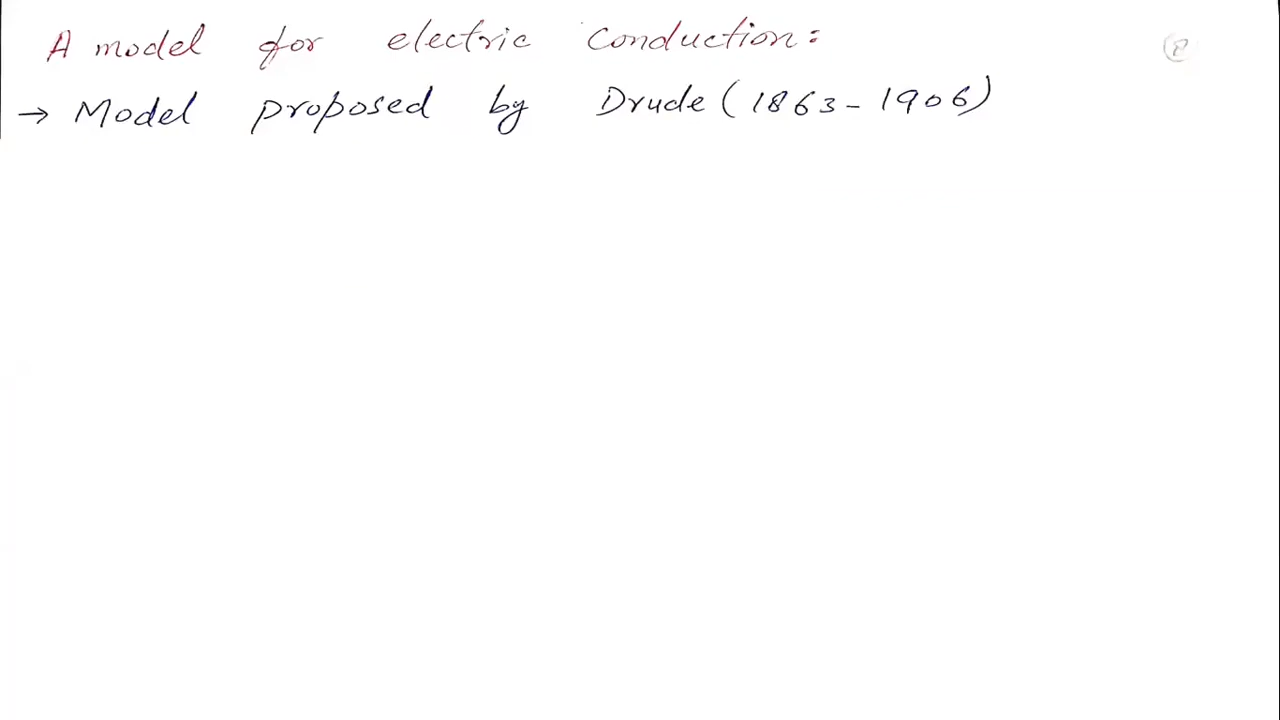 A model for electric conduction:
→ Model proposed by Drude (1863-1906)